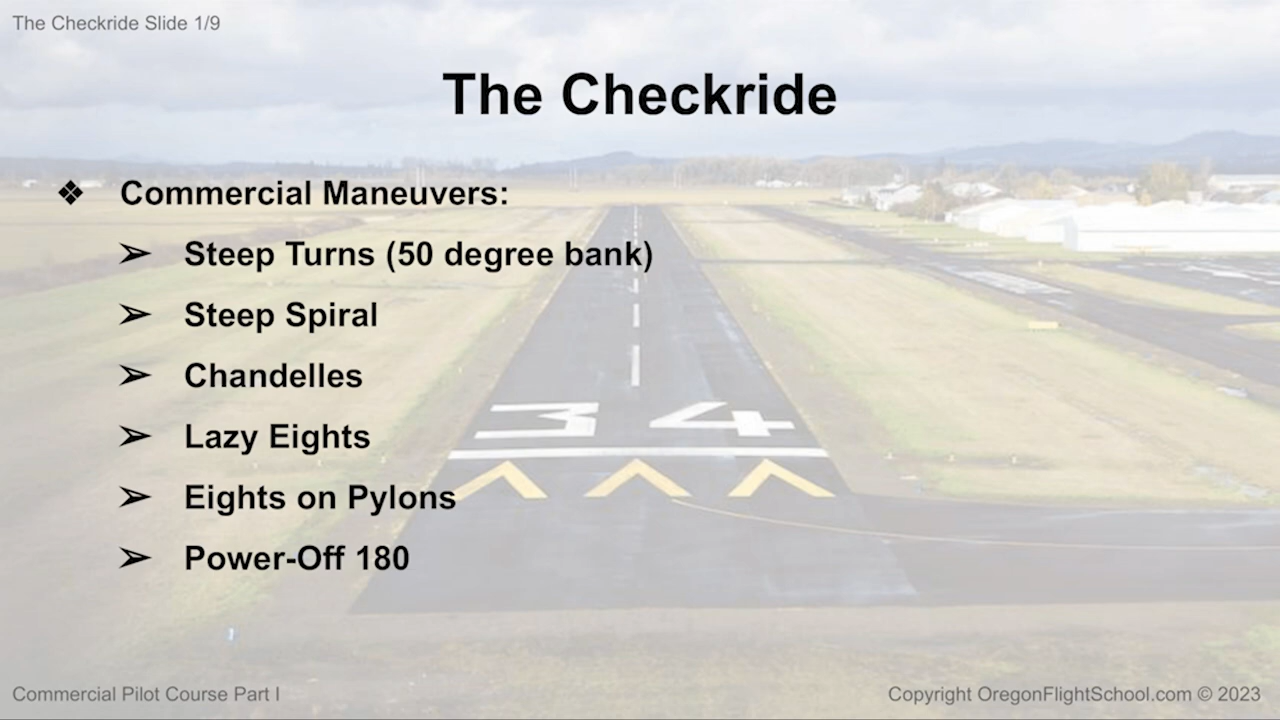 The Checkride Slide 1/9
The Checkride
❖ Commercial Maneuvers:
➢ Steep Turns (50 degree bank)
➢ Steep Spiral
➢ Chandelles
➢ Lazy Eights
➢ Eights on Pylons
➢ Power-Off 180
34
Commercial Pilot Course Part I
Copyright OregonFlightSchool.com © 2023